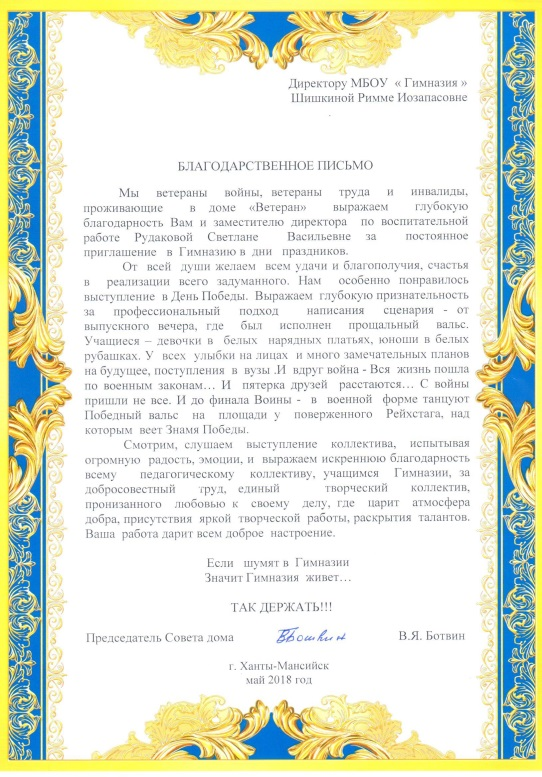 Директору МБОУ « Гимназия »
Шишкиной Римме Иозапасовне
БЛАГОДАРСТВЕННОЕ ПИСЬМО
Мы ветераны войны, ветераны труда и инвалиды,
проживающие в доме «Ветеран» выражаем глубокую
благодарность Вам и заместителю директора по воспитательной
работе Рудаковой Светлане Васильевне за постоянное
приглашение в Гимназию в дни праздников.
От всей души желаем всем удачи и благополучия, счастья
в реализации всего задуманного. Нам особенно понравилось
выступление в День Победы. Выражаем глубокую признательность
за профессиональный подход написания сценария - от
выпускного вечера, где был исполнен прощальный вальс.
Учащиеся – девочки в белых нарядных платьях, юноши в белых
рубашках. У всех улыбки на лицах и много замечательных планов
на будущее, поступления в вузы .И вдруг война - Вся жизнь пошла
по военным законам… И пятерка друзей расстаются… С войны
пришли не все. И до финала Воины - в военной форме танцуют
Победный вальс на площади у поверженного Рейхстага, над
которым веет Знамя Победы.
Смотрим, слушаем выступление коллектива, испытывая
огромную радость, эмоции, и выражаем искреннюю благодарность
всему педагогическому коллективу, учащимся Гимназии, за
добросовестный труд, единый творческий коллектив,
пронизанного любовью к своему делу, где царит атмосфера
добра, присутствия яркой творческой работы, раскрытия талантов.
Ваша работа дарит всем доброе настроение.
Если шумят в Гимназии
Значит Гимназия живет…
ТАК ДЕРЖАТЬ!!!
Председатель Совета дома В.Я. Ботвин
г. Ханты-Мансийск
май 2018 год